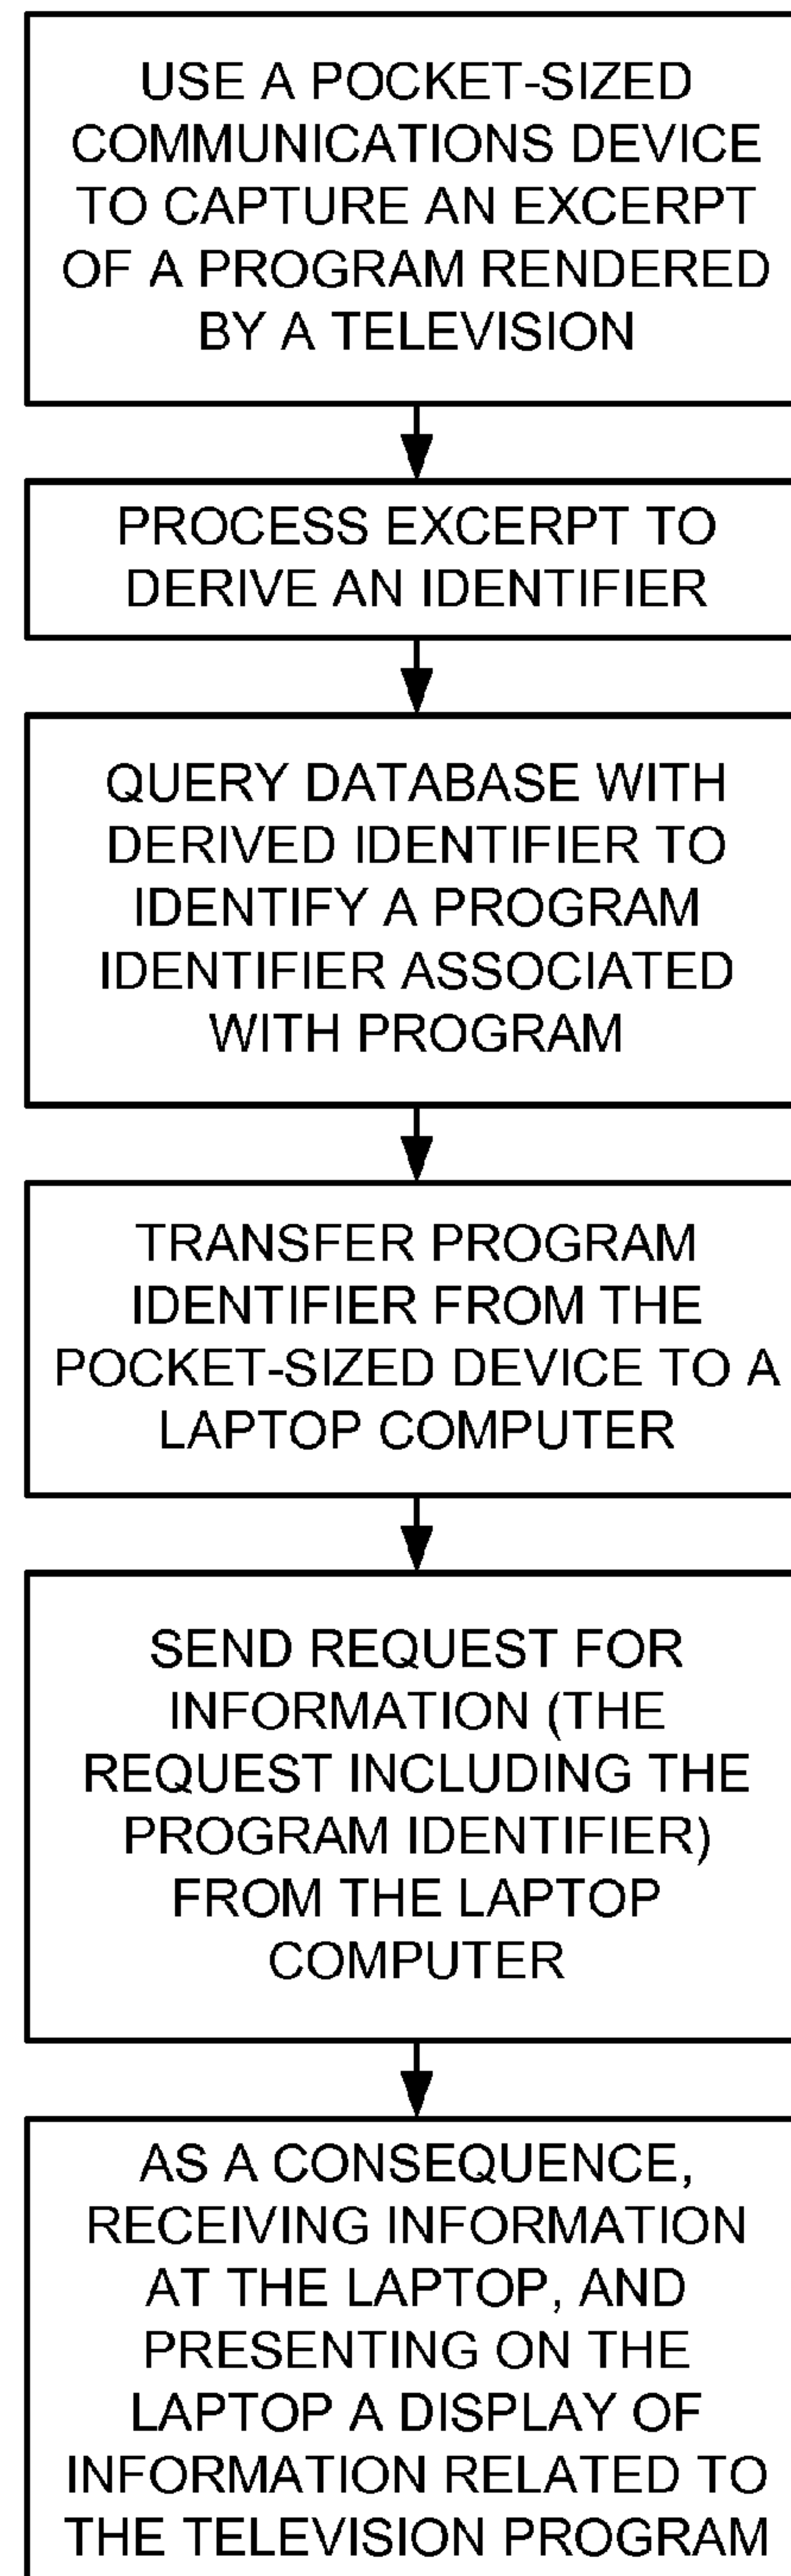 USE A POCKET-SIZED
COMMUNICATIONS DEVICE
TO CAPTURE AN EXCERPT
OF A PROGRAM RENDERED
BY A TELEVISION
PROCESS EXCERPT TO
DERIVE AN IDENTIFIER
QUERY DATABASE WITH
DERIVED IDENTIFIER TO
IDENTIFY A PROGRAM
IDENTIFIER ASSOCIATED
WITH PROGRAM
TRANSFER PROGRAM
IDENTIFIER FROM THE
POCKET-SIZED DEVICE TO A
LAPTOP COMPUTER
SEND REQUEST FOR
INFORMATION (THE
REQUEST INCLUDING THE
PROGRAM IDENTIFIER)
FROM THE LAPTOP
COMPUTER
AS A CONSEQUENCE,
RECEIVING INFORMATION
AT THE LAPTOP, AND
PRESENTING ON THE
LAPTOP A DISPLAY OF
INFORMATION RELATED TO
THE TELEVISION PROGRAM